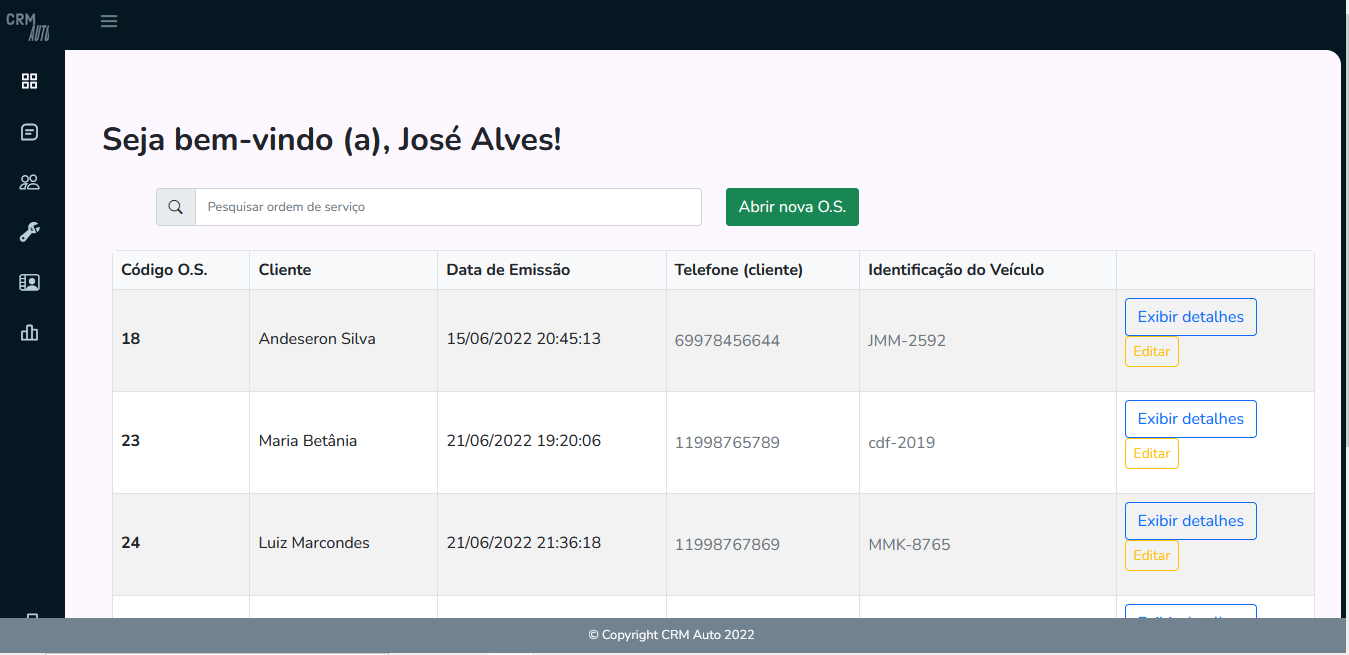 CRM
AUTO
Seja bem-vindo (a), José Alves!
Pesquisar ordem de serviço
Abrir nova O.S.
Código O.S. Cliente Data de Emissão Telefone (cliente) Identificação do Veículo
18 Andeseron Silva 15/06/2022 20:45:13 69978456644 JMM-2592 Exibir detalhes
Editar
23 Maria Betânia 21/06/2022 19:20:06 11998765789 cdf-2019 Exibir detalhes
Editar
24 Luiz Marcondes 21/06/2022 21:36:18 11998767869 MMK-8765 Exibir detalhes
Editar
© Copyright CRM Auto 2022